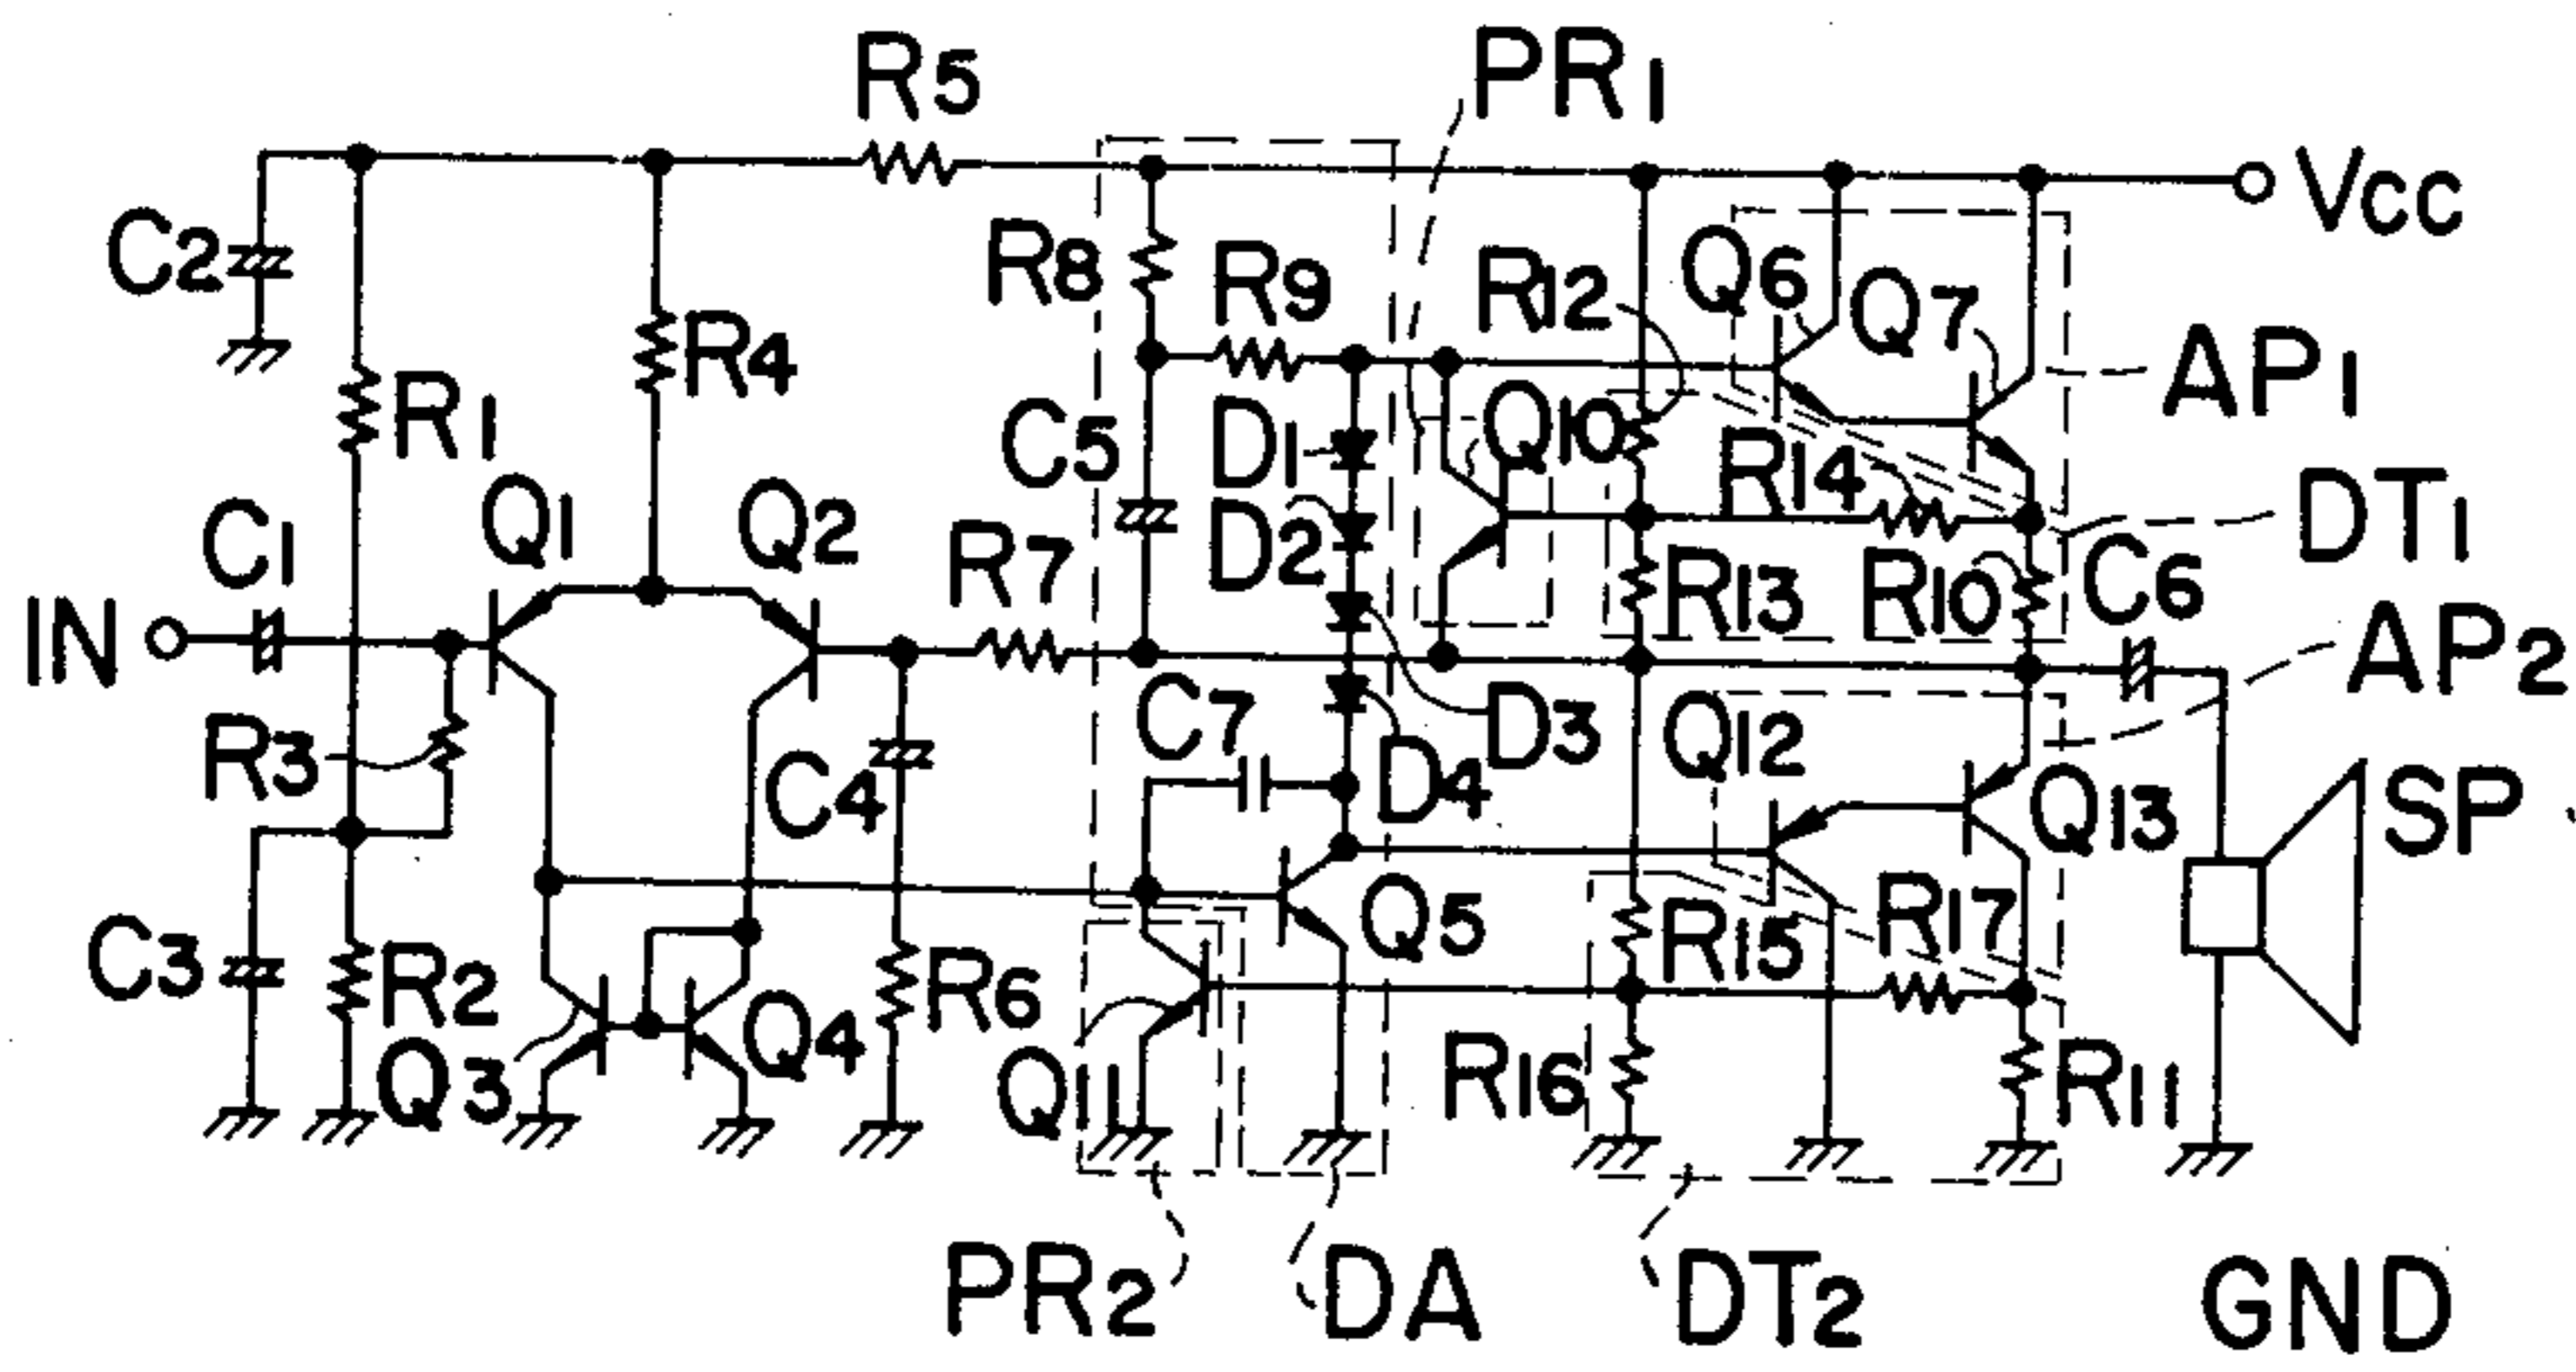 R5
PR1
Vcc
C2
R8
R9
R12
Q6
Q7
R4
AP1
R1
C5
D1
Q10
R14
DT1
C1
Q1
Q2
D2
R7
R13
R10
C6
IN
AP2
R3
C7
D3
Q12
C4
D4
Q13
SP
C3
R2
R6
Q5
R15
R17
Q3
Q4
Q11
R16
R11
PR2
DA
DT2
GND